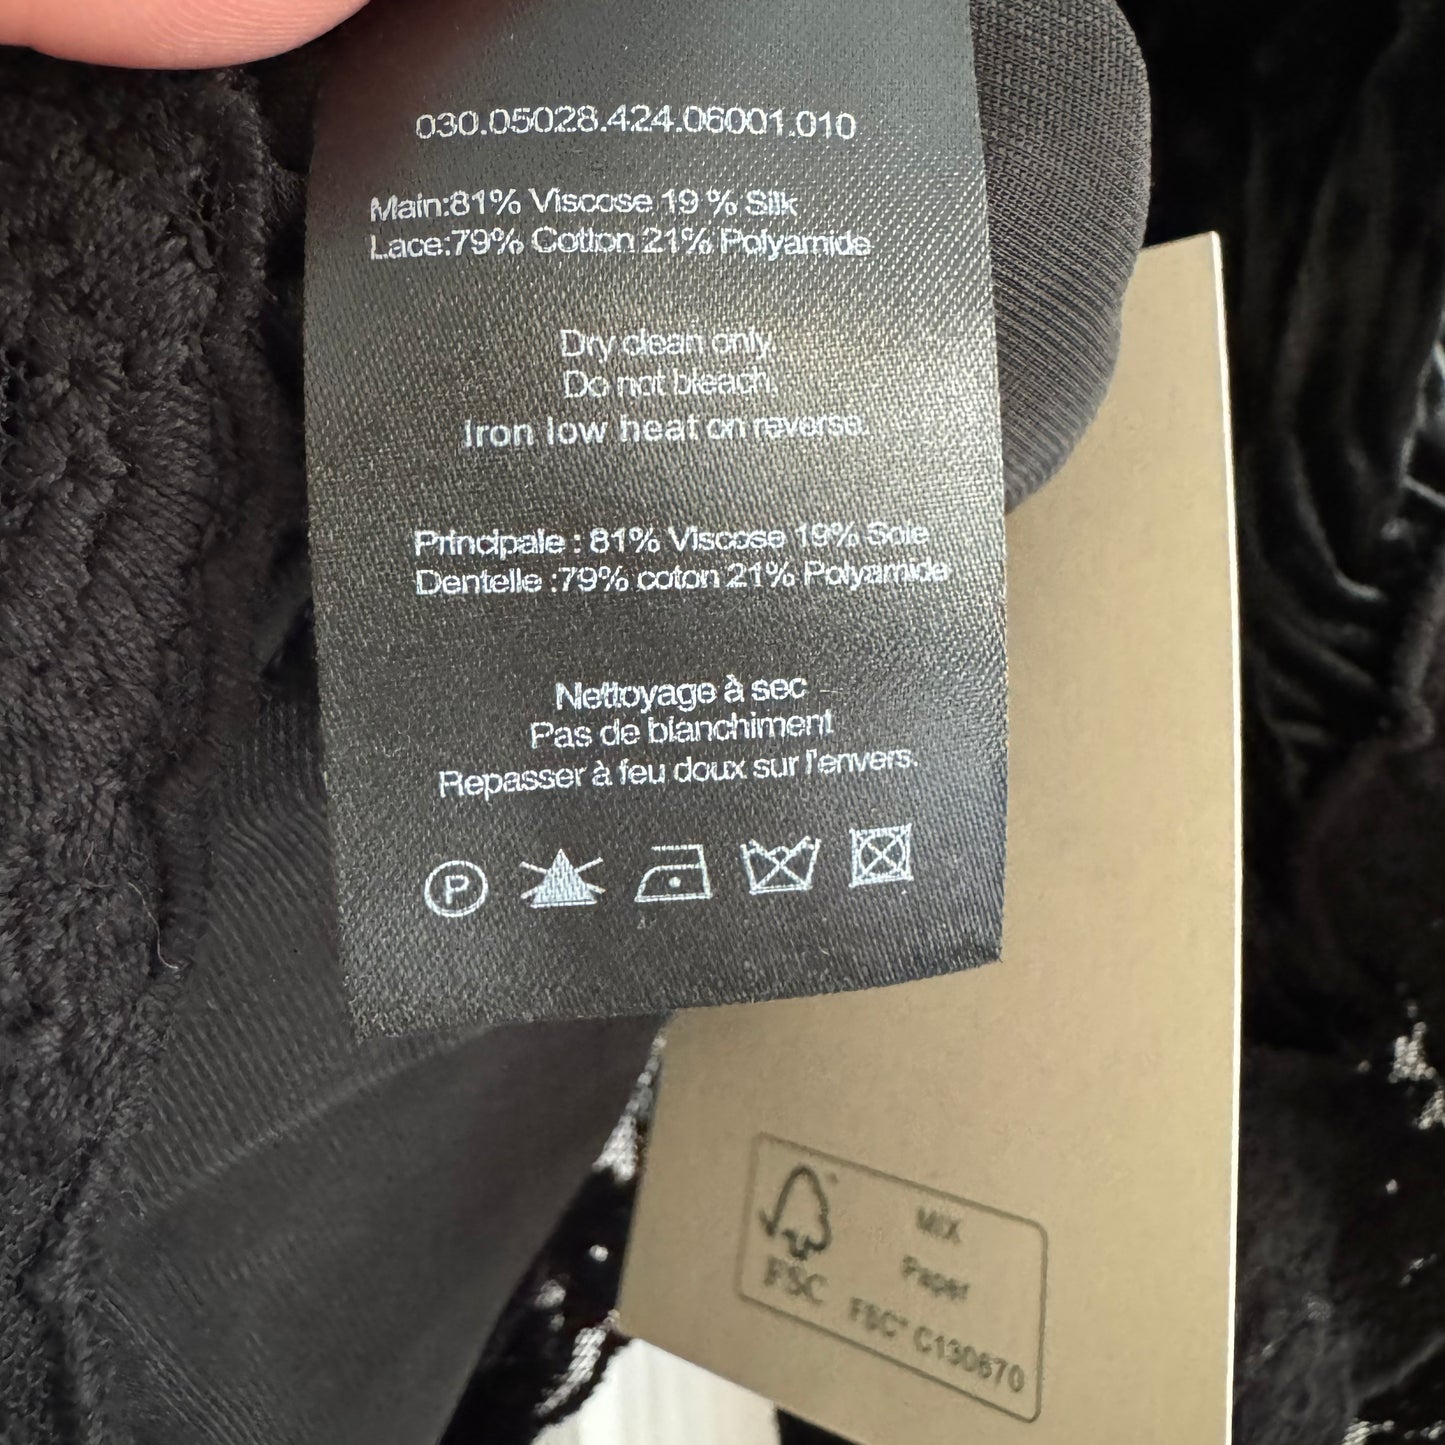 030.05028.424.06001.010
Main:81% Viscose 19 % Silk
Lace:79% Cotton 21% Polyamide
Dry clean only.
Do not bleach.
Iron low heat on reverse.
Principale : 81% Viscose 19% Soie
Dentelle :79% coton 21% Polyamide
Nettoyage à sec
Pas de blanchiment
Repasser à feu doux sur l'envers.
P
MIX
Paper
FSC
FSC® C130870